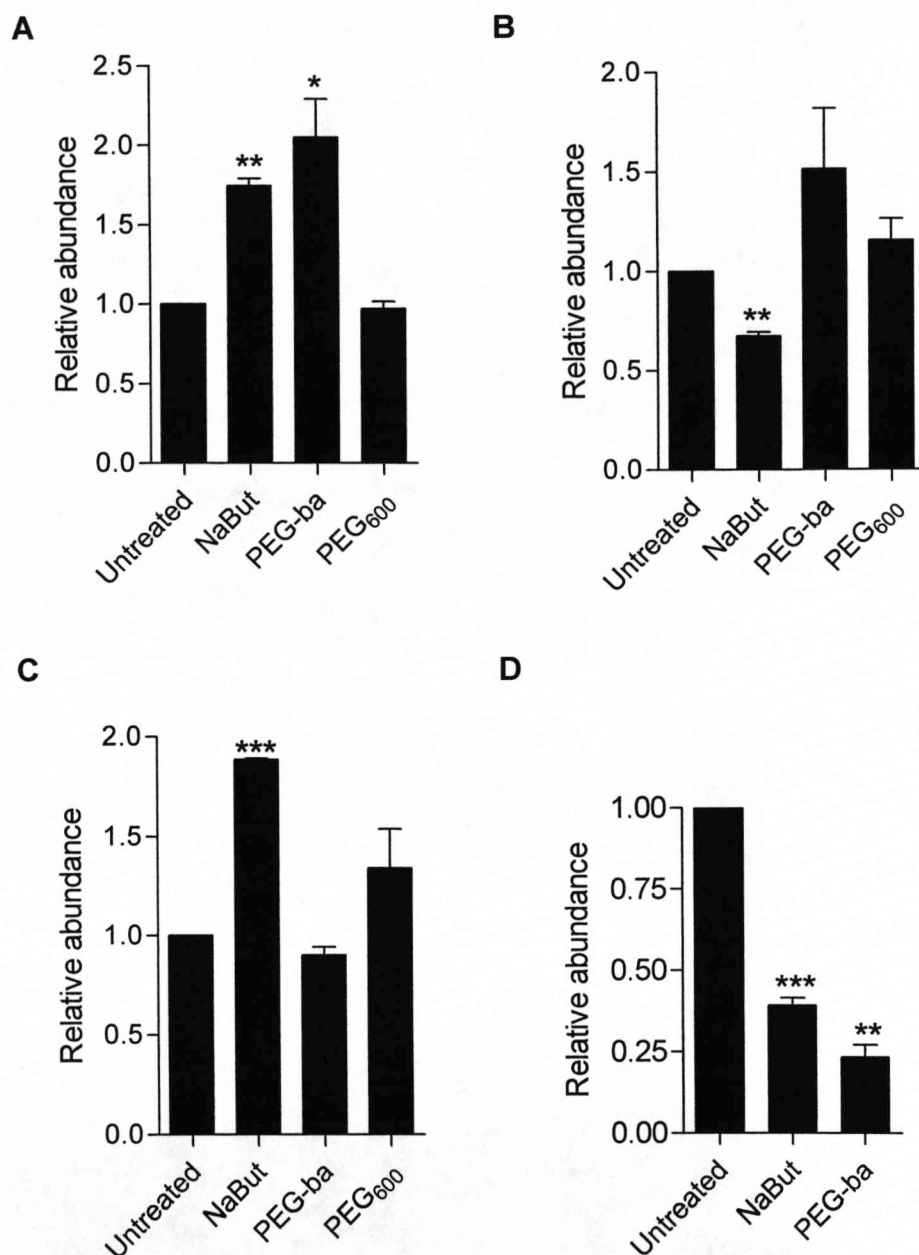 A
Relative abundance
2.5
2.0
1.5
1.0
0.5
0.0
**
*
Untreated
NaBut
PEG-ba
PEG600
B
Relative abundance
2.0
1.5
1.0
0.5
0.0
**
Untreated
NaBut
PEG-ba
PEG600
C
Relative abundance
2.0
1.5
1.0
0.5
0.0
***
Untreated
NaBut
PEG-ba
PEG600
D
Relative abundance
1.00
0.75
0.50
0.25
0.00
***
**
Untreated
NaBut
PEG-ba